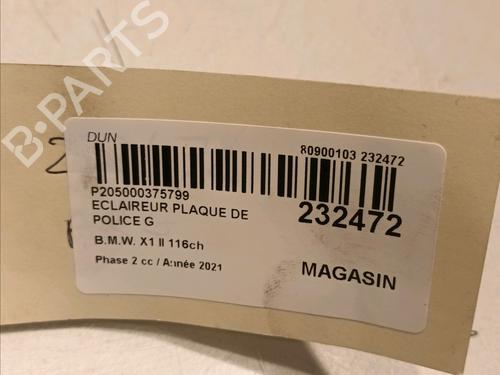 B-PARTS
DUN
80900103 232472
P205000375799
ECLAIREUR PLAQUE DE
POLICE G
232472
B.M.W. X1 II 116ch
Phase 2 cc / Année 2021
MAGASIN